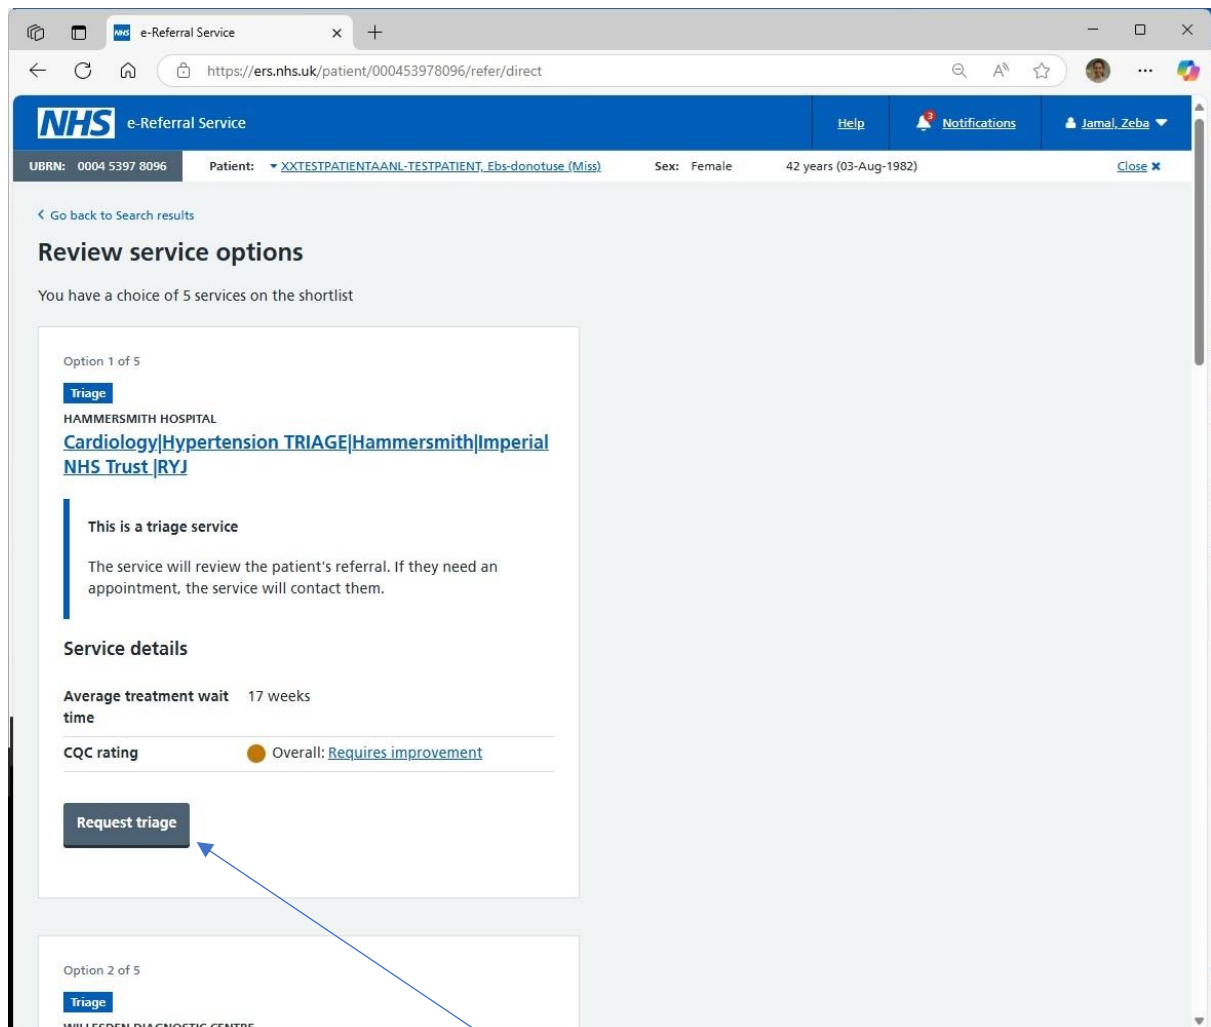 NHS e-Referral Service
https://ers.nhs.uk/patient/000453978096/refer/direct
NHS e-Referral Service Help 3 Notifications Jamal, Zeba
UBRN: 0004 5397 8096 Patient: XXTESTPATIENTAANL-TESTPATIENT, Ebs-donotuse (Miss) Sex: Female 42 years (03-Aug-1982) Close
Go back to Search results
Review service options
You have a choice of 5 services on the shortlist
Option 1 of 5
Triage
HAMMERSMITH HOSPITAL
Cardiology|Hypertension TRIAGE|Hammersmith|Imperial
NHS Trust |RYJ
This is a triage service
The service will review the patient's referral. If they need an
appointment, the service will contact them.
Service details
Average treatment wait 17 weeks
time
CQC rating Overall: Requires improvement
Request triage
Option 2 of 5
Triage
WILLESDEN DIAGNOSTIC CENTRE